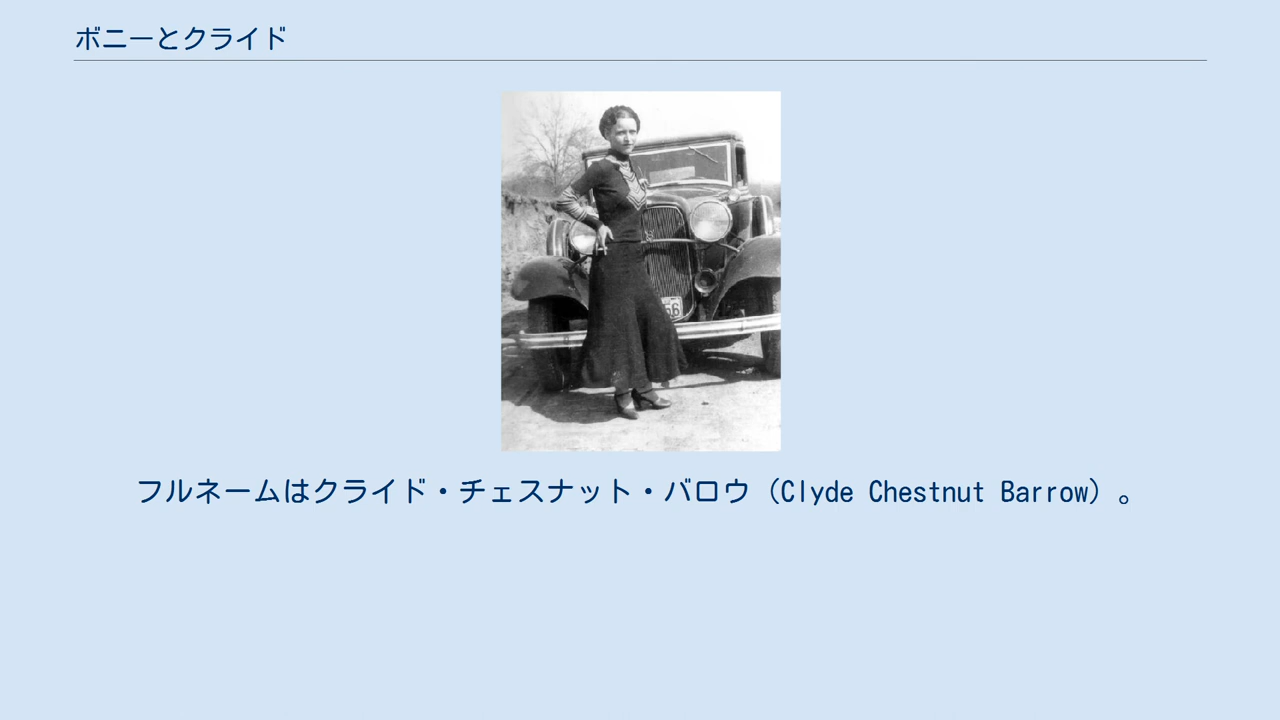 ボニーとクライド
56
フルネームはクライド・チェスナット・バロウ（Clyde Chestnut Barrow）。